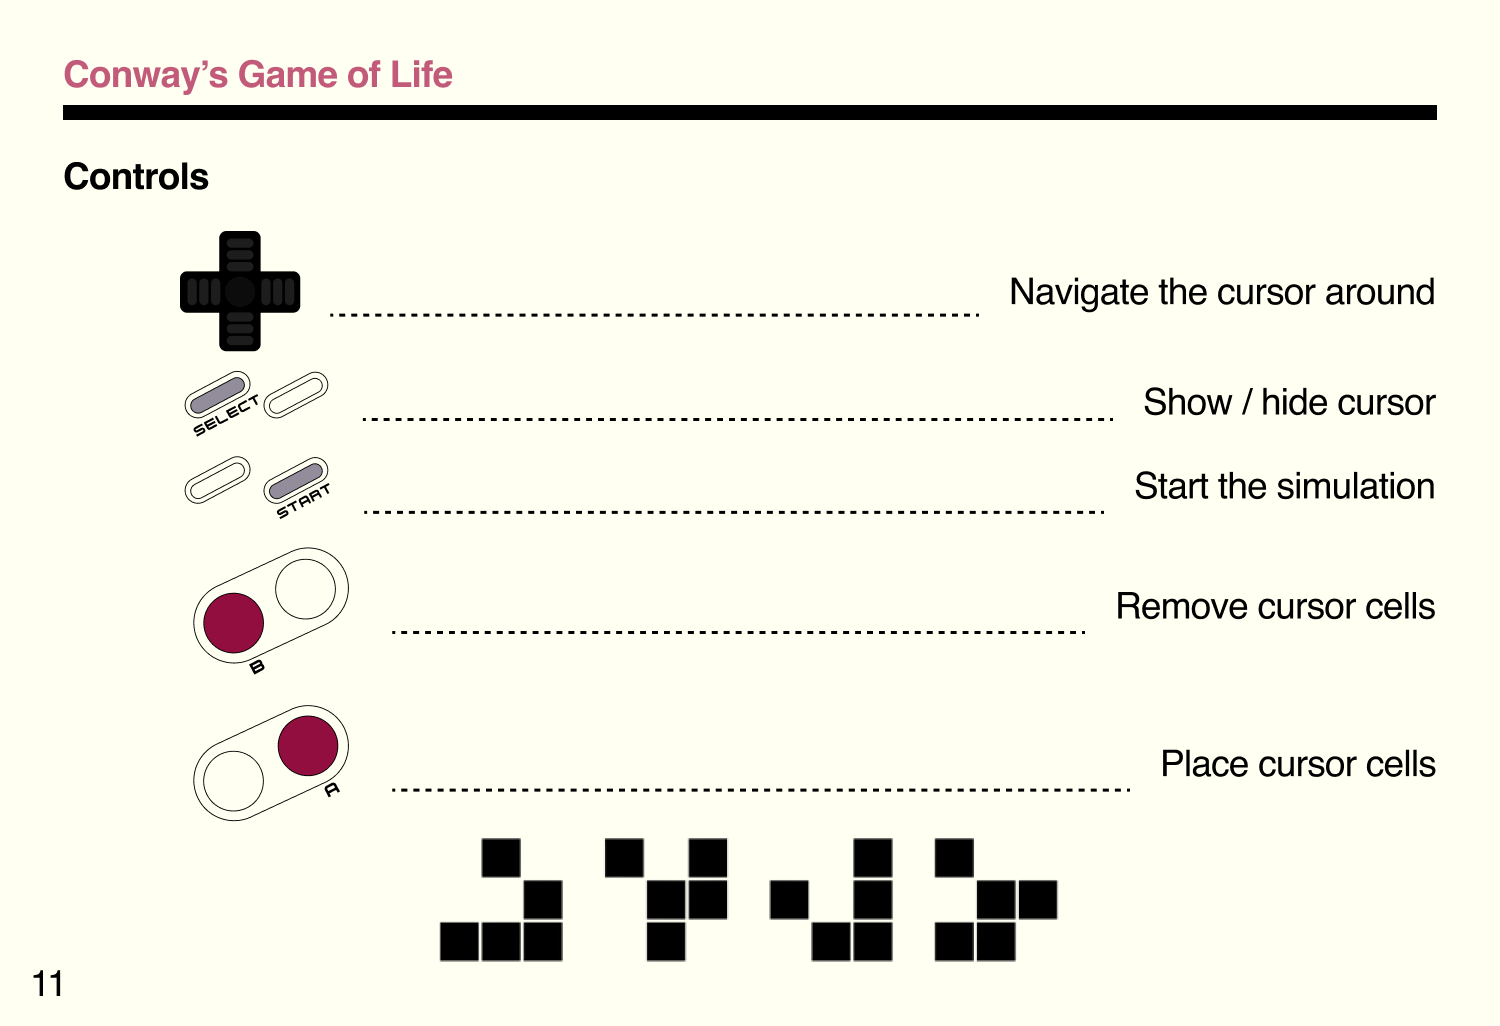 Conway’s Game of Life
Controls
Navigate the cursor around
SELECT
Show / hide cursor
START
Start the simulation
B
Remove cursor cells
A
Place cursor cells
11